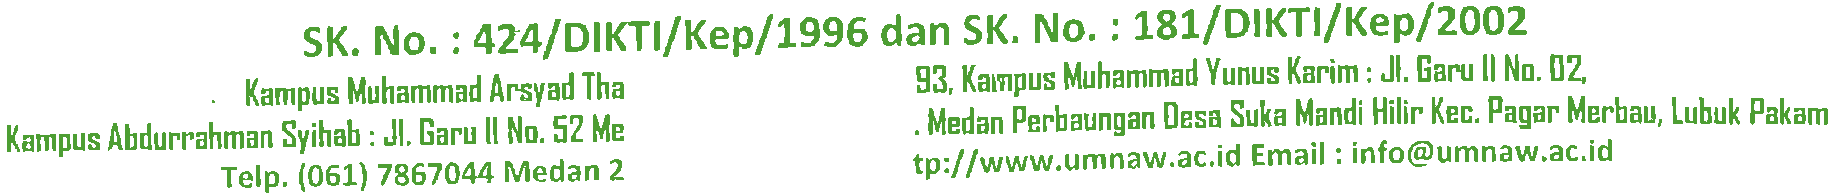 SK. No. : 424/DIKTI/Kep/1996 dan SK. No. : 181/DIKTI/Kep/2002
Kampus Muhammad Arsyad Tha 93, Kampus Muhammad Yunus Karim : Jl. Garu II No. 02,
Kampus Abdurrahman Syihab : Jl. Garu II No. 52 Me . Medan Perbaungan Desa Suka Mandi Hilir Kec. Pagar Merbau, Lubuk Pakam
Telp. (061) 7867044 Medan 2 tp://www.umnaw.ac.id Email : info@umnaw.ac.id